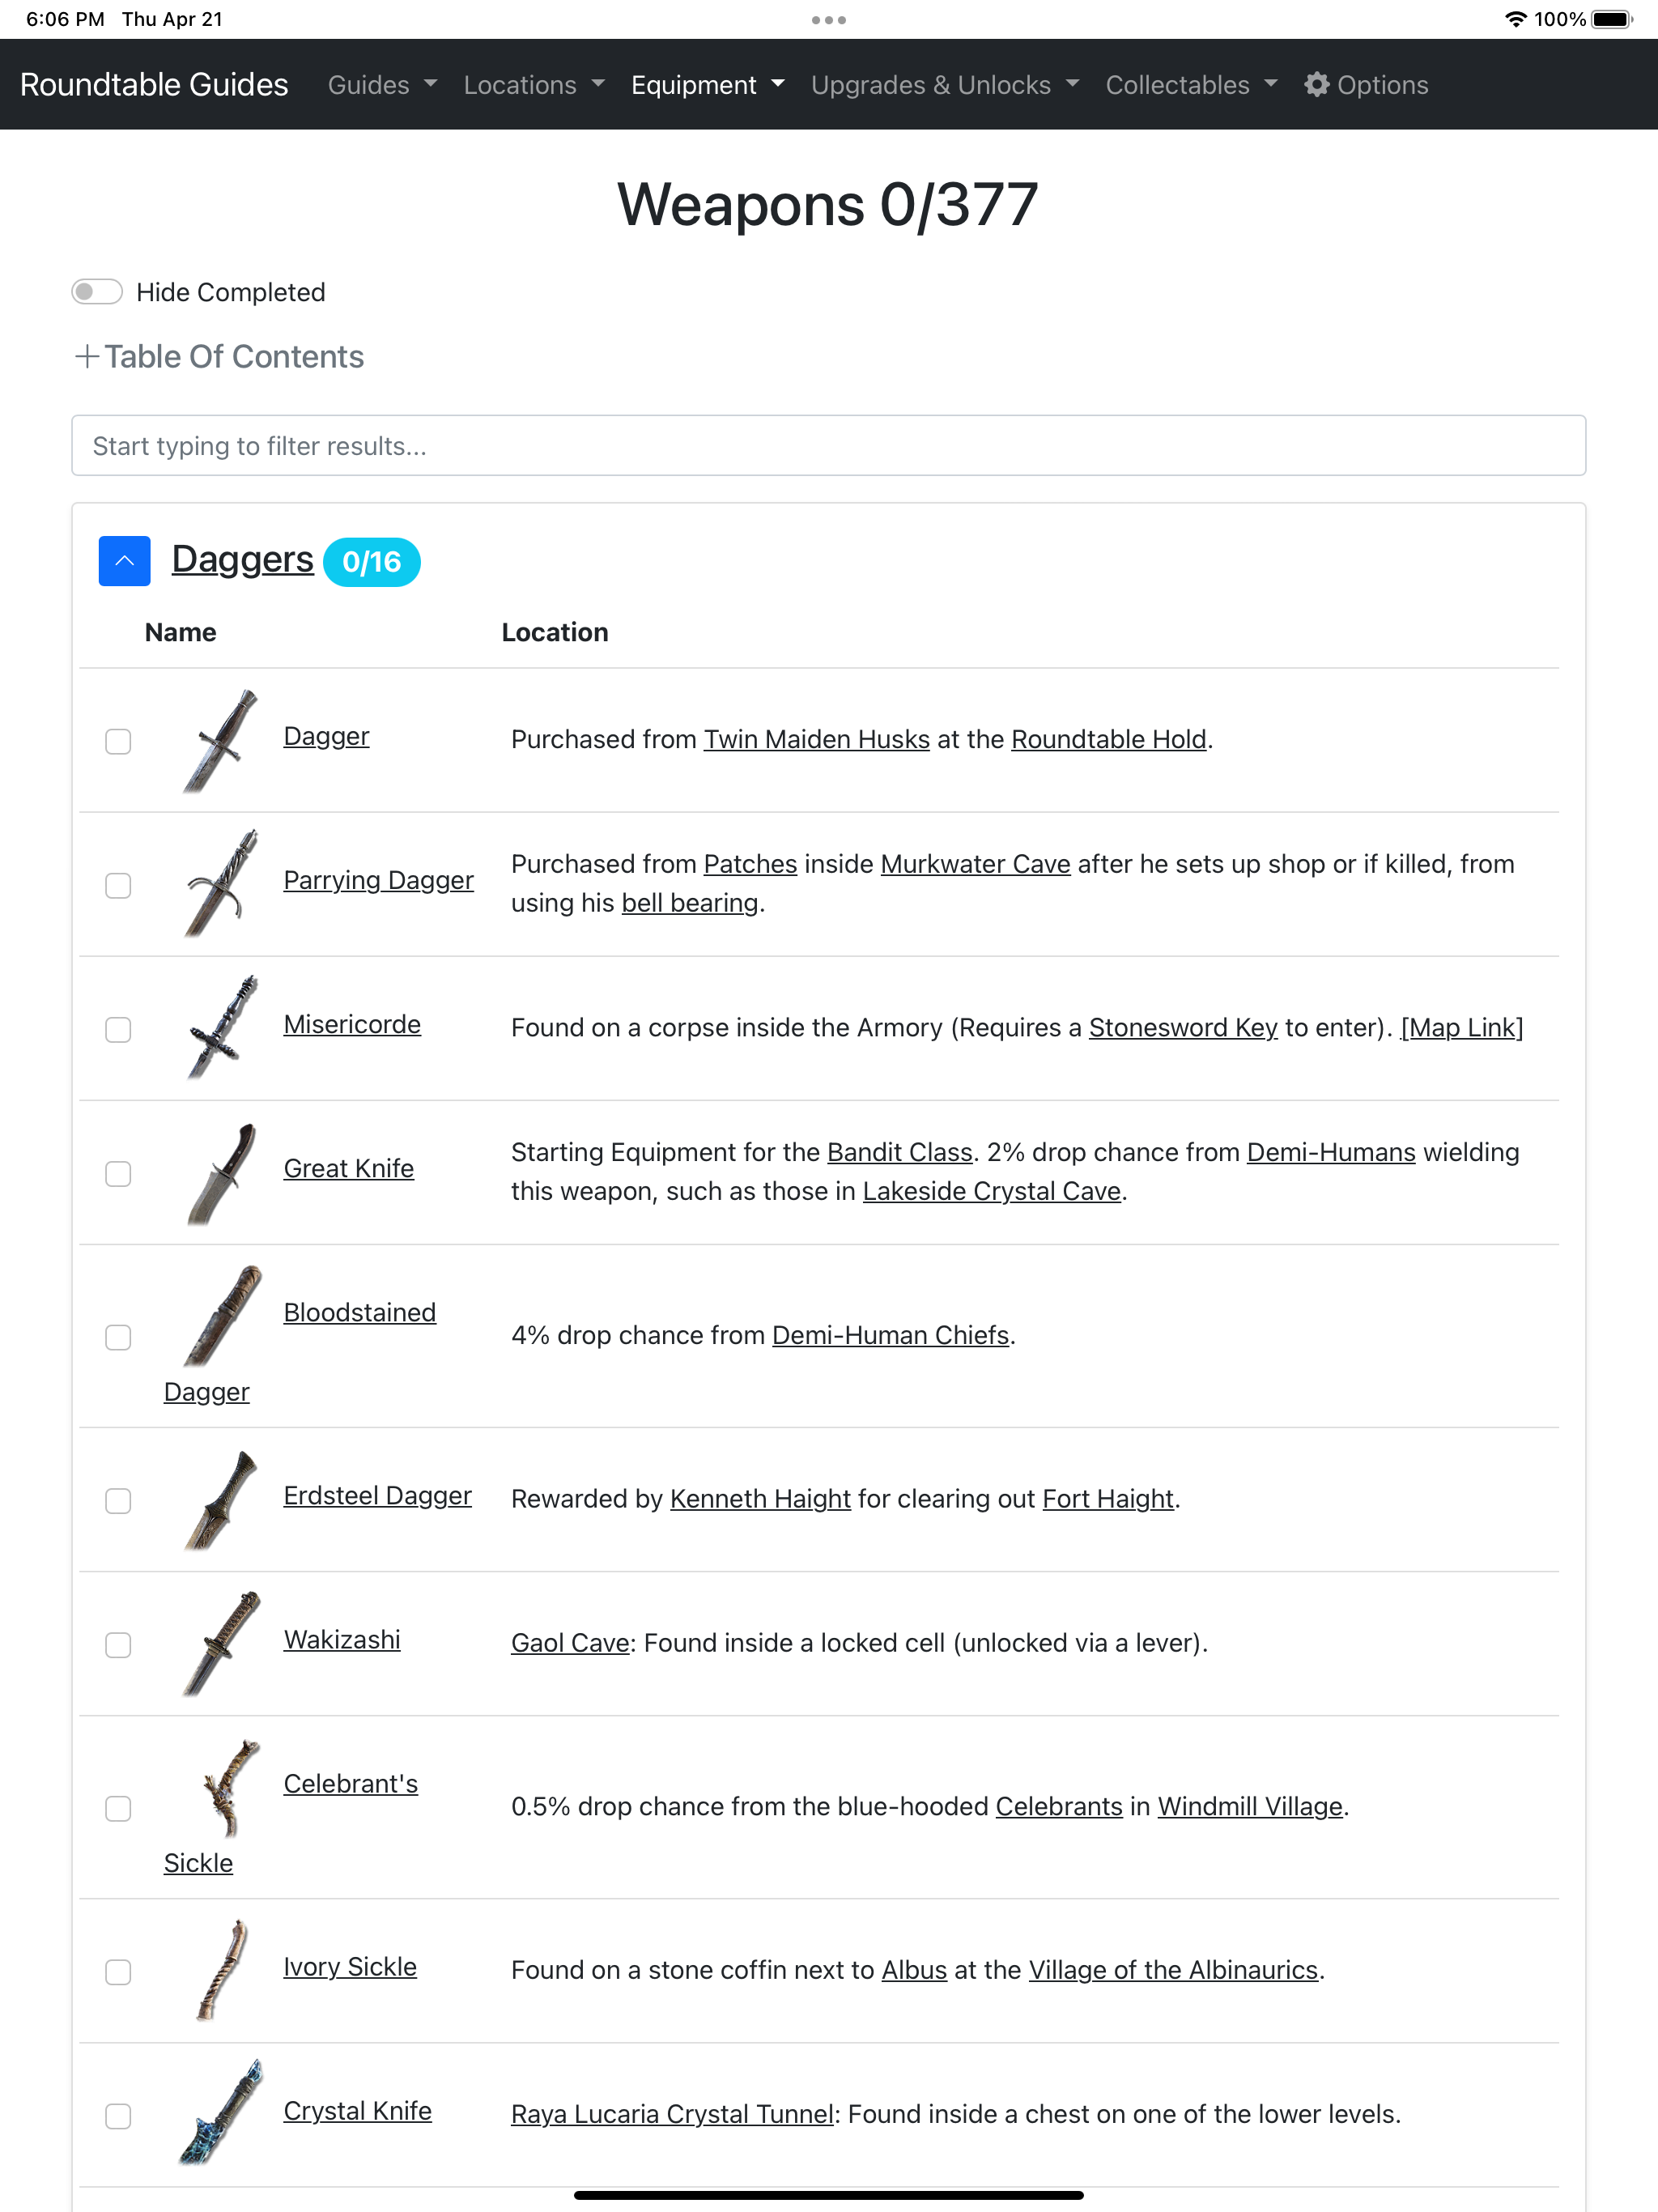 6:06 PM Thu Apr 21
100%
Roundtable Guides Guides Locations Equipment Upgrades & Unlocks Collectables Options
Weapons 0/377
Hide Completed
+Table Of Contents
Start typing to filter results...
Daggers 0/16
Name Location
Dagger
Purchased from Twin Maiden Husks at the Roundtable Hold.
Parrying Dagger
Purchased from Patches inside Murkwater Cave after he sets up shop or if killed, from
using his bell bearing.
Misericorde
Found on a corpse inside the Armory (Requires a Stonesword Key to enter). [Map Link]
Great Knife
Starting Equipment for the Bandit Class. 2% drop chance from Demi-Humans wielding
this weapon, such as those in Lakeside Crystal Cave.
Bloodstained
Dagger
4% drop chance from Demi-Human Chiefs.
Erdsteel Dagger
Rewarded by Kenneth Haight for clearing out Fort Haight.
Wakizashi
Gaol Cave: Found inside a locked cell (unlocked via a lever).
Celebrant's
Sickle
0.5% drop chance from the blue-hooded Celebrants in Windmill Village.
Ivory Sickle
Found on a stone coffin next to Albus at the Village of the Albinaurics.
Crystal Knife
Raya Lucaria Crystal Tunnel: Found inside a chest on one of the lower levels.